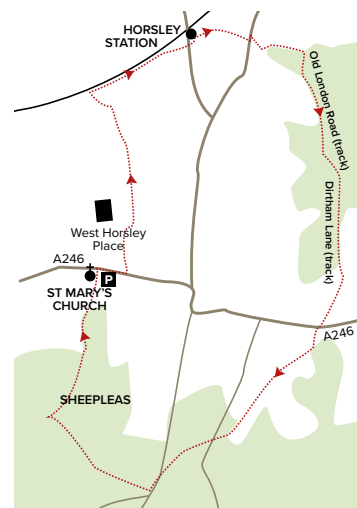 HORSLEY
STATION
Old London Road (track)
Dirtham Lane (track)
West Horsley
Place
A246
P
ST MARY'S
CHURCH
A246
SHEEPLEAS